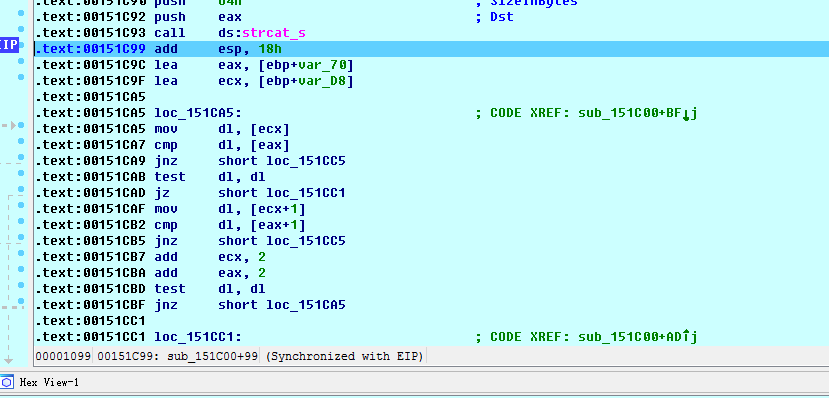 .text:00151C90 push    64h                             ; SizeInBytes
.text:00151C92 push    eax                             ; Dst
.text:00151C93 call    ds:strcat_s
EIP .text:00151C99 add     esp, 18h
.text:00151C9C lea     eax, [ebp+var_70]
.text:00151C9F lea     ecx, [ebp+var_D8]
.text:00151CA5
.text:00151CA5 loc_151CA5:                             ; CODE XREF: sub_151C00+BF↓j
.text:00151CA5 mov     dl, [ecx]
.text:00151CA7 cmp     dl, [eax]
.text:00151CA9 jnz     short loc_151CC5
.text:00151CAB test    dl, dl
.text:00151CAD jz      short loc_151CC1
.text:00151CAF mov     dl, [ecx+1]
.text:00151CB2 cmp     dl, [eax+1]
.text:00151CB5 jnz     short loc_151CC5
.text:00151CB7 add     ecx, 2
.text:00151CBA add     eax, 2
.text:00151CBD test    dl, dl
.text:00151CBF jnz     short loc_151CA5
.text:00151CC1
.text:00151CC1 loc_151CC1:                             ; CODE XREF: sub_151C00+AD↑j
00001099 00151C99: sub_151C00+99 (Synchronized with EIP)
Hex View-1